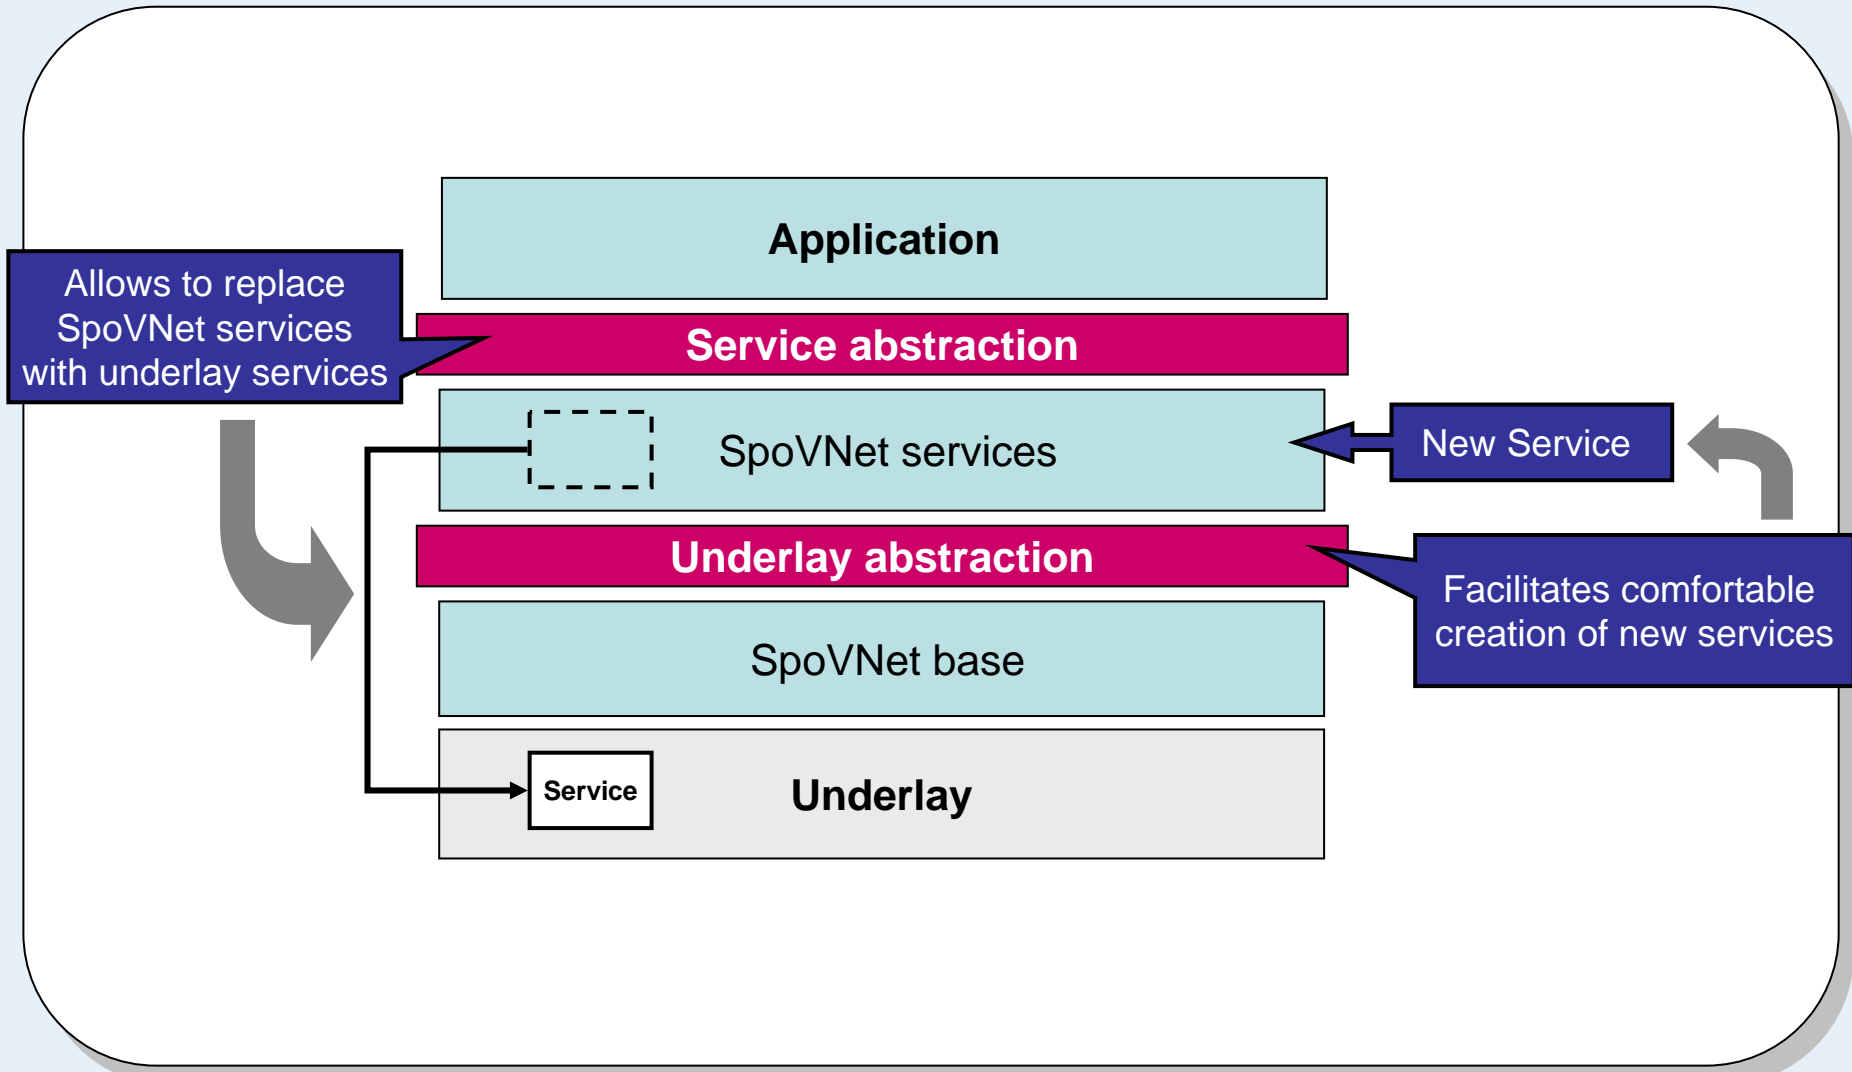 Application
Allows to replace
SpoVNet services
with underlay services
Service abstraction
SpoVNet services
New Service
Underlay abstraction
Facilitates comfortable
creation of new services
SpoVNet base
Service
Underlay